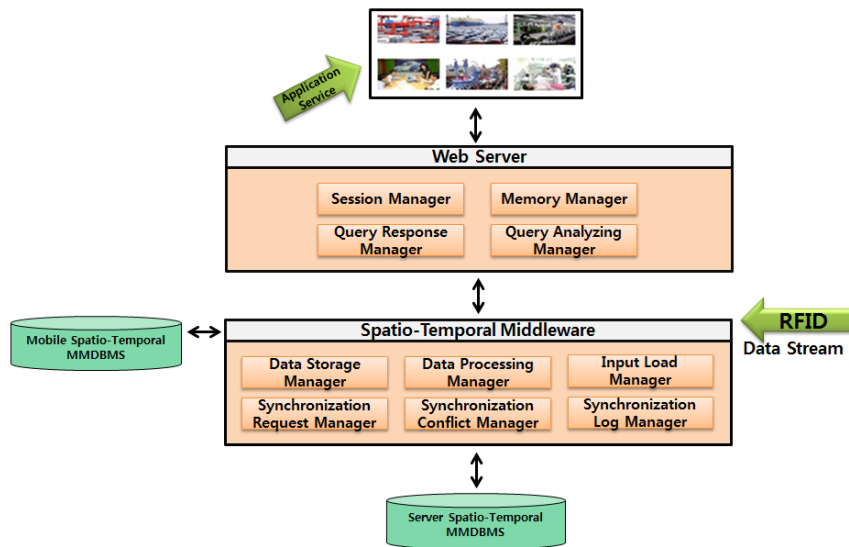 Application
Service
Web Server
Session Manager
Memory Manager
Query Response
Manager
Query Analyzing
Manager
Mobile Spatio-Temporal
MMDBMS
Spatio-Temporal Middleware
RFID
Data Stream
Data Storage
Manager
Data Processing
Manager
Input Load
Manager
Synchronization
Request Manager
Synchronization
Conflict Manager
Synchronization
Log Manager
Server Spatio-Temporal
MMDBMS